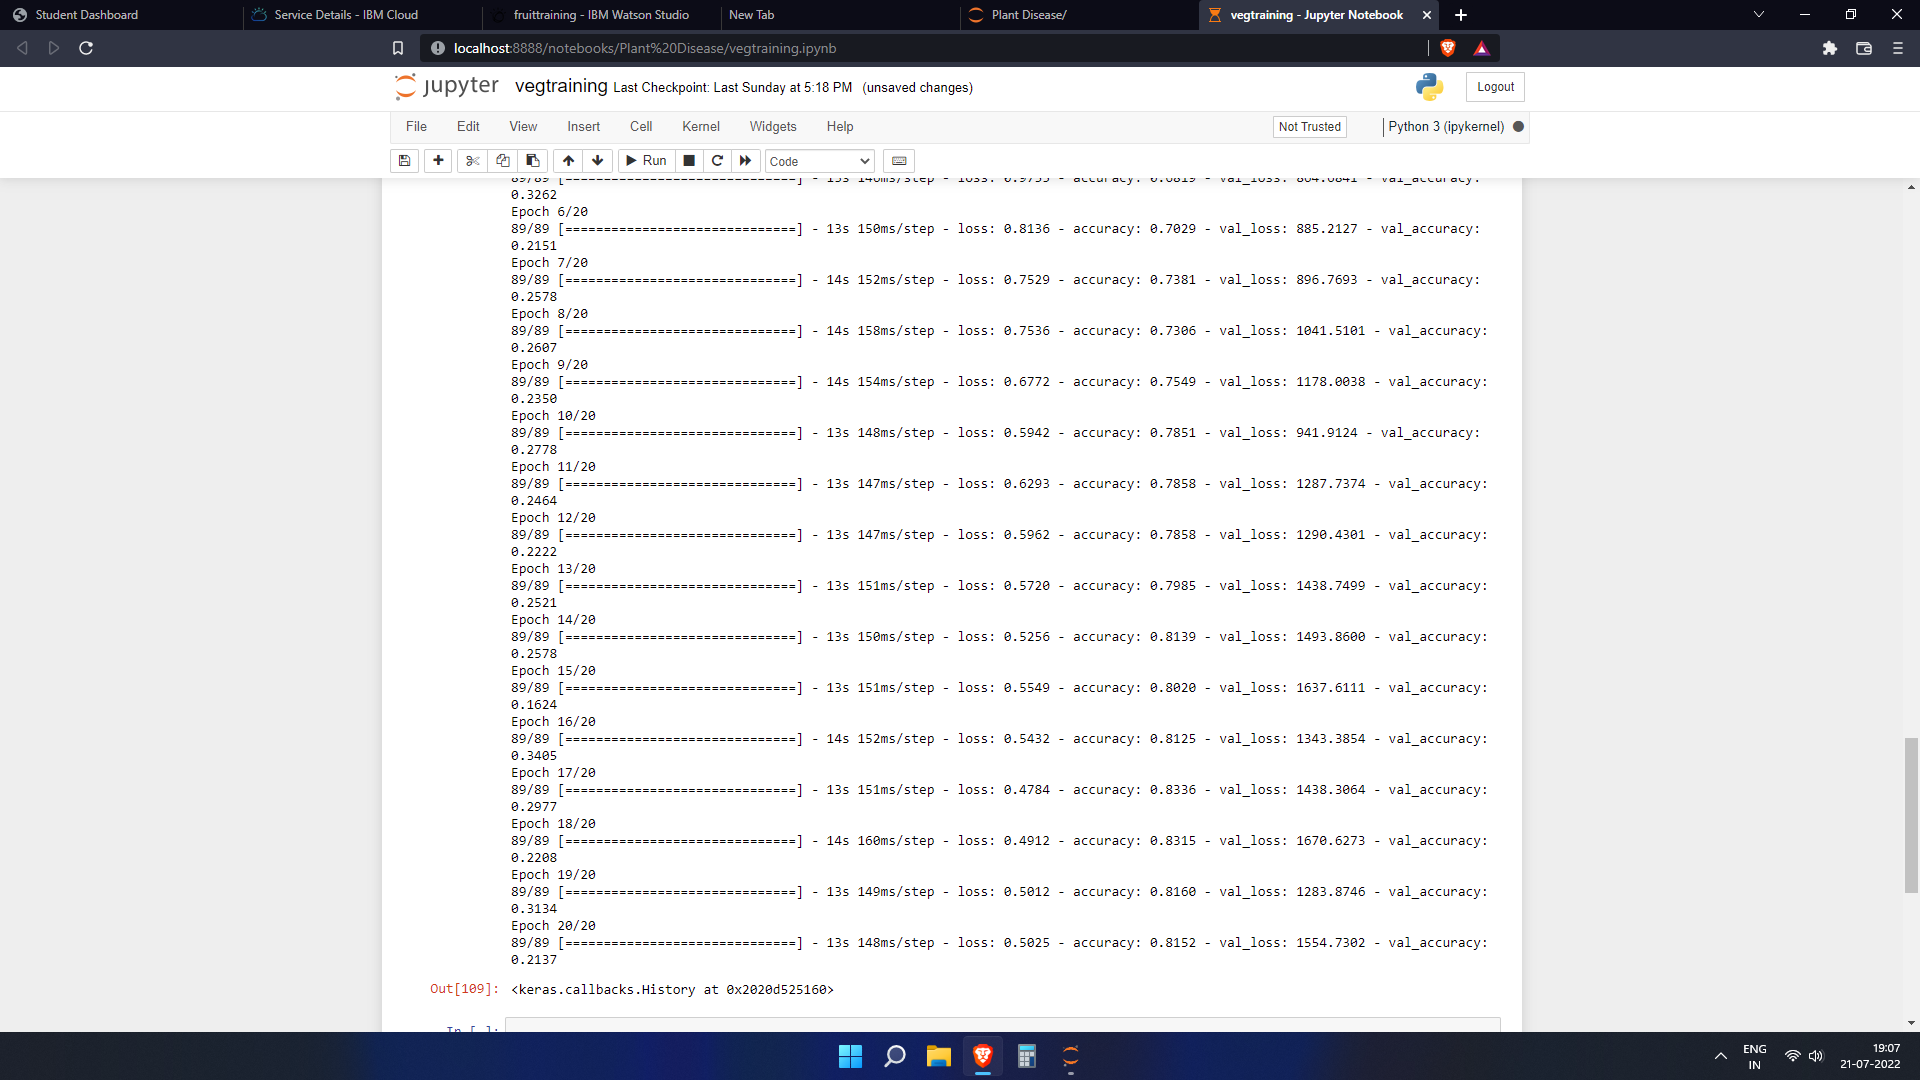 Student Dashboard
Service Details - IBM Cloud
fruittraining - IBM Watson Studio
New Tab
Plant Disease/
vegtraining - Jupyter Notebook
localhost:8888/notebooks/Plant%20Disease/vegtraining.ipynb
jupyter vegtraining Last Checkpoint: Last Sunday at 5:18 PM (unsaved changes)
Logout
File Edit View Insert Cell Kernel Widgets Help
Not Trusted
Python 3 (ipykernel)
Run
Code
89/89 [==============================] - 13s 146ms/step - loss: 0.9755 - accuracy: 0.6819 - val_loss: 864.6841 - val_accuracy:
0.3262
Epoch 6/20
89/89 [==============================] - 13s 150ms/step - loss: 0.8136 - accuracy: 0.7029 - val_loss: 885.2127 - val_accuracy:
0.2151
Epoch 7/20
89/89 [==============================] - 14s 152ms/step - loss: 0.7529 - accuracy: 0.7381 - val_loss: 896.7693 - val_accuracy:
0.2578
Epoch 8/20
89/89 [==============================] - 14s 158ms/step - loss: 0.7536 - accuracy: 0.7306 - val_loss: 1041.5101 - val_accuracy:
0.2607
Epoch 9/20
89/89 [==============================] - 14s 154ms/step - loss: 0.6772 - accuracy: 0.7549 - val_loss: 1178.0038 - val_accuracy:
0.2350
Epoch 10/20
89/89 [==============================] - 13s 148ms/step - loss: 0.5942 - accuracy: 0.7851 - val_loss: 941.9124 - val_accuracy:
0.2778
Epoch 11/20
89/89 [==============================] - 13s 147ms/step - loss: 0.6293 - accuracy: 0.7858 - val_loss: 1287.7374 - val_accuracy:
0.2464
Epoch 12/20
89/89 [==============================] - 13s 147ms/step - loss: 0.5962 - accuracy: 0.7858 - val_loss: 1290.4301 - val_accuracy:
0.2222
Epoch 13/20
89/89 [==============================] - 13s 151ms/step - loss: 0.5720 - accuracy: 0.7985 - val_loss: 1438.7499 - val_accuracy:
0.2521
Epoch 14/20
89/89 [==============================] - 13s 150ms/step - loss: 0.5256 - accuracy: 0.8139 - val_loss: 1493.8600 - val_accuracy:
0.2578
Epoch 15/20
89/89 [==============================] - 13s 151ms/step - loss: 0.5549 - accuracy: 0.8020 - val_loss: 1637.6111 - val_accuracy:
0.1624
Epoch 16/20
89/89 [==============================] - 14s 152ms/step - loss: 0.5432 - accuracy: 0.8125 - val_loss: 1343.3854 - val_accuracy:
0.3405
Epoch 17/20
89/89 [==============================] - 13s 151ms/step - loss: 0.4784 - accuracy: 0.8336 - val_loss: 1438.3064 - val_accuracy:
0.2977
Epoch 18/20
89/89 [==============================] - 14s 160ms/step - loss: 0.4912 - accuracy: 0.8315 - val_loss: 1670.6273 - val_accuracy:
0.2208
Epoch 19/20
89/89 [==============================] - 13s 149ms/step - loss: 0.5012 - accuracy: 0.8160 - val_loss: 1283.8746 - val_accuracy:
0.3134
Epoch 20/20
89/89 [==============================] - 13s 148ms/step - loss: 0.5025 - accuracy: 0.8152 - val_loss: 1554.7302 - val_accuracy:
0.2137
Out[109]: <keras.callbacks.History at 0x2020d525160>
In [ ]:
ENG
IN
19:07
21-07-2022